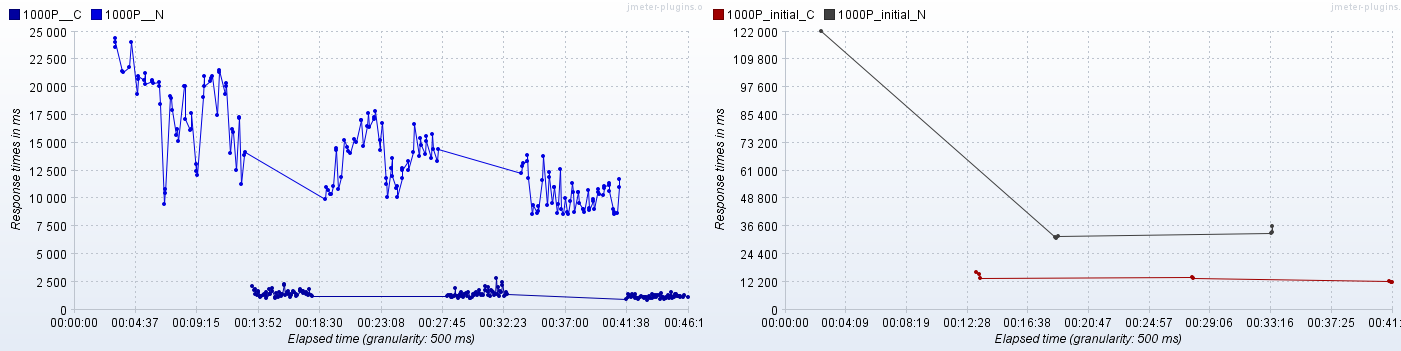 1000P__C 1000P__N
jmeter-plugins.o
25 000
22 500
20 000
17 500
15 000
12 500
10 000
7 500
5 000
2 500
0
Response times in ms
00:00:00 00:04:37 00:09:15 00:13:52 00:18:30 00:23:08 00:27:45 00:32:23 00:37:00 00:41:38 00:46:1
Elapsed time (granularity: 500 ms)
1000P_initial_C 1000P_initial_N
jmeter-plugins.
122 000
109 800
97 600
85 400
73 200
61 000
48 800
36 600
24 400
12 200
0
Response times in ms
00:00:00 00:04:09 00:08:19 00:12:28 00:16:38 00:20:47 00:24:57 00:29:06 00:33:16 00:37:25 00:41:
Elapsed time (granularity: 500 ms)